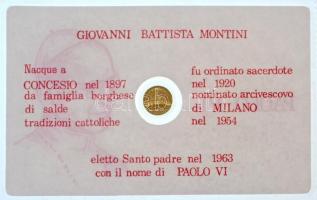 GIOVANNI BATTISTA MONTINI
Nacque a
CONCESIO nel 1897
da famiglia borghese
di salde
tradizioni cattoliche
fu ordinato sacerdote
nel 1920
nominato arcivescovo
di MILANO
nel 1954
eletto Santo padre nel 1963
con il nome di PAOLO VI